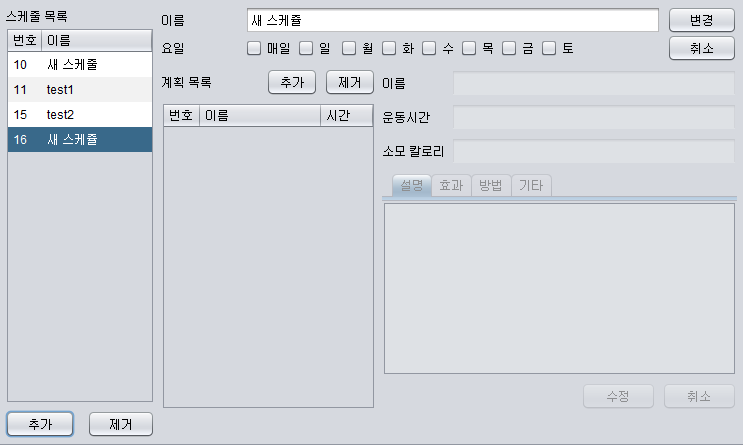 스케줄 목록
번호 이름
10 새 스케줄
11 test1
15 test2
16 새 스케쥴
추가 제거
이름 새 스케쥴 변경
요일 매일 일 월 화 수 목 금 토 취소
계획 목록 추가 제거
번호 이름 시간
이름
운동시간
소모 칼로리
설명 효과 방법 기타
수정 취소